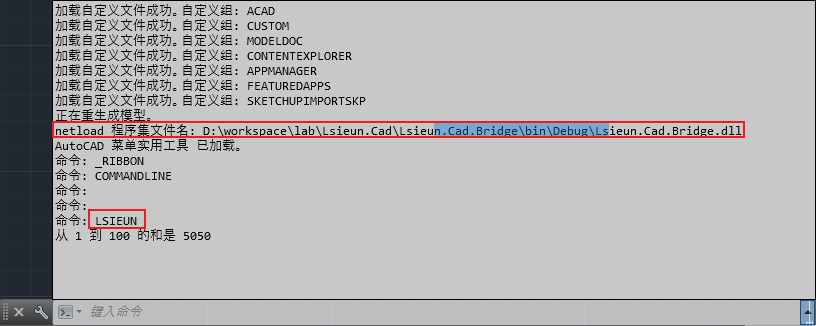 加载自定义文件成功。自定义组: ACAD
加载自定义文件成功。自定义组: CUSTOM
加载自定义文件成功。自定义组: MODELDOC
加载自定义文件成功。自定义组: CONTENTEXPLORER
加载自定义文件成功。自定义组: APPMANAGER
加载自定义文件成功。自定义组: FEATUREDAPPS
加载自定义文件成功。自定义组: SKETCHUPIMPORTSKP
正在重生成模型。
netload 程序集文件名: D:\workspace\lab\Lsieun.Cad\Lsieun.Cad.Bridge\bin\Debug\Lsieun.Cad.Bridge.dll
AutoCAD 菜单实用工具 已加载。
命令: _RIBBON
命令: COMMANDLINE
命令:
命令:
命令: LSIEUN
从 1 到 100 的和是 5050
键入命令